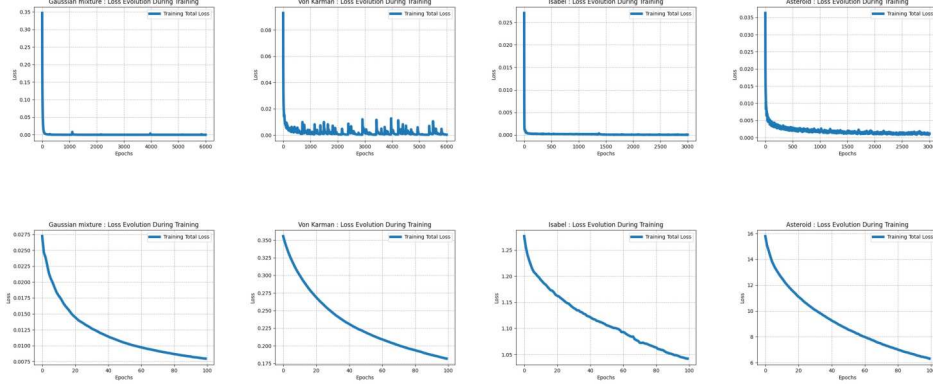 Gaussian mixture : Loss Evolution During Training
Training Total Loss
Loss
0.35
0.30
0.25
0.20
0.15
0.10
0.05
0.00
0 1000 2000 3000 4000 5000 6000
Epochs
Von Karman : Loss Evolution During Training
Training Total Loss
Loss
0.08
0.06
0.04
0.02
0.00
0 1000 2000 3000 4000 5000 6000
Epochs
Isabel : Loss Evolution During Training
Training Total Loss
Loss
0.025
0.020
0.015
0.010
0.005
0.000
0 500 1000 1500 2000 2500 3000
Epochs
Asteroid : Loss Evolution During Training
Training Total Loss
Loss
0.035
0.030
0.025
0.020
0.015
0.010
0.005
0.000
0 500 1000 1500 2000 2500
Epochs
Gaussian mixture : Loss Evolution During Training
Training Total Loss
Loss
0.0275
0.0250
0.0225
0.0200
0.0175
0.0150
0.0125
0.0100
0.0075
0 20 40 60 80 100
Epochs
Von Karman : Loss Evolution During Training
Training Total Loss
Loss
0.350
0.325
0.300
0.275
0.250
0.225
0.200
0.175
0 20 40 60 80 100
Epochs
Isabel : Loss Evolution During Training
Training Total Loss
Loss
1.25
1.20
1.15
1.10
1.05
0 20 40 60 80 100
Epochs
Asteroid : Loss Evolution During Training
Training Total Loss
Loss
16
14
12
10
8
6
0 20 40 60 80
Epochs